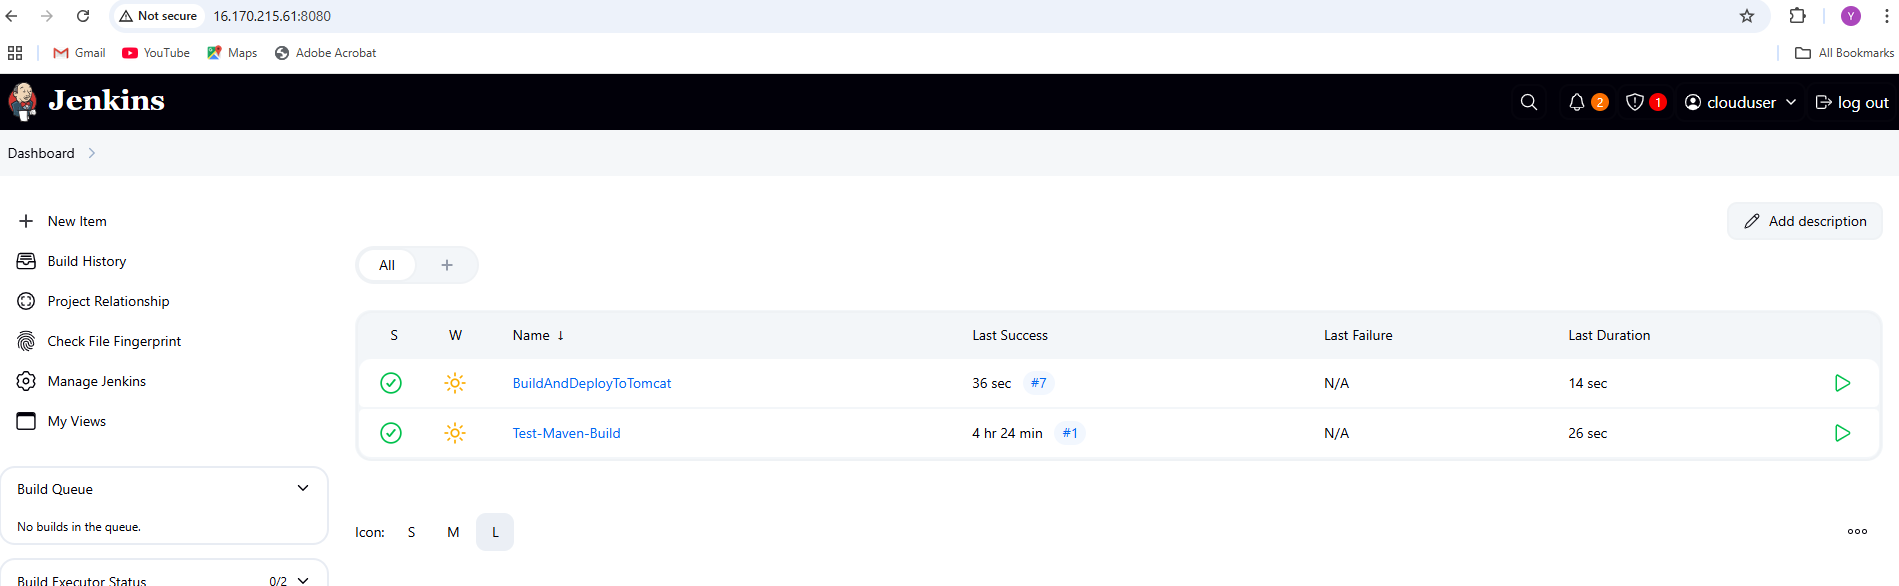 Not secure 16.170.215.61:8080 Y
Gmail YouTube Maps Adobe Acrobat All Bookmarks
Jenkins 2 1 clouduser log out
Dashboard
New Item
Build History
Project Relationship
Check File Fingerprint
Manage Jenkins
My Views
Build Queue
No builds in the queue.
Build Executor Status 0/2
Add description
All +
S W Name ↓ Last Success Last Failure Last Duration
BuildAndDeployToTomcat 36 sec #7 N/A 14 sec
Test-Maven-Build 4 hr 24 min #1 N/A 26 sec
Icon: S M L